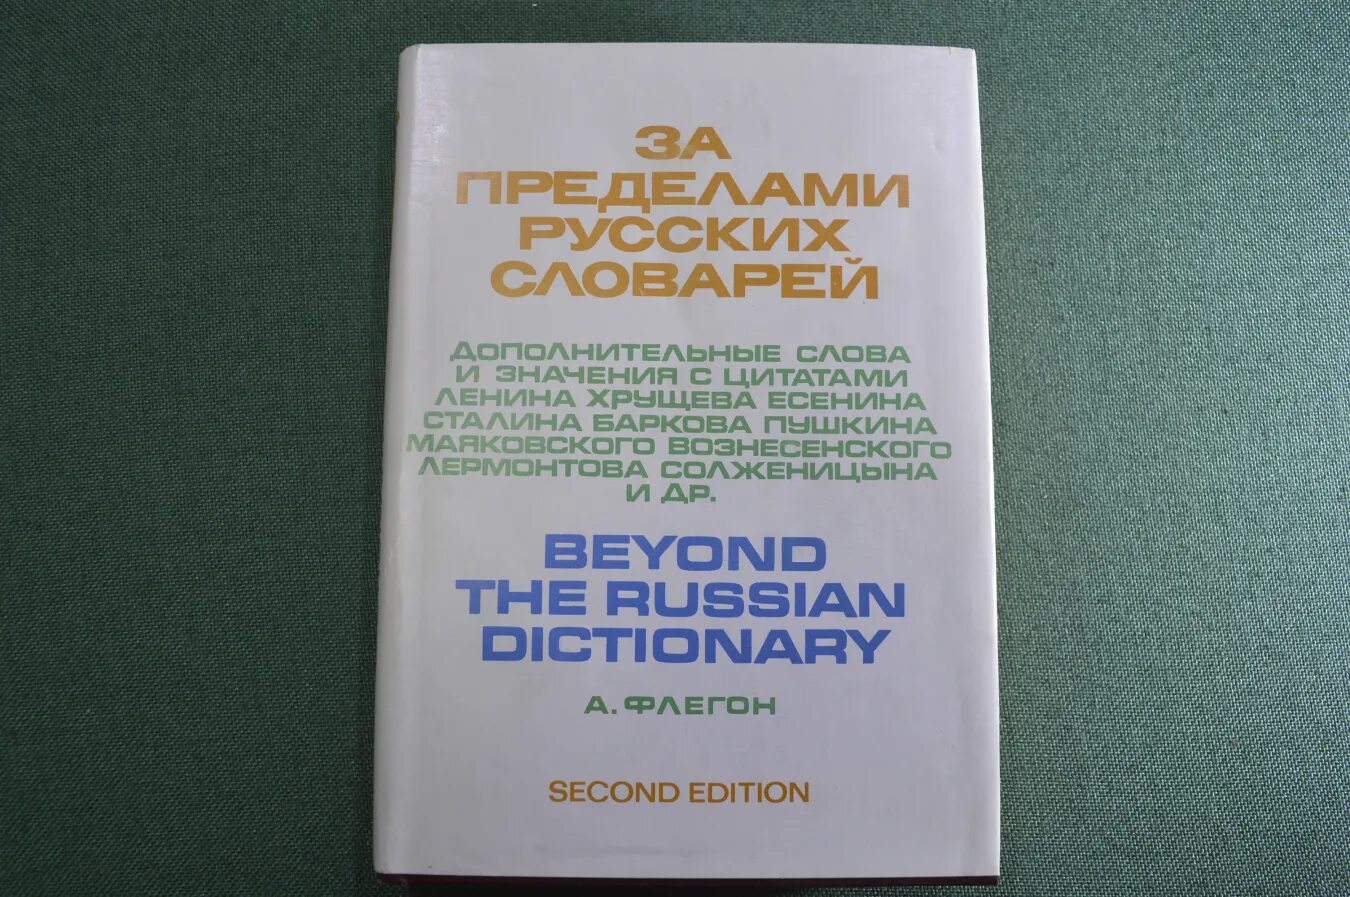 ЗА
ПРЕДЕЛАМИ
РУССКИХ
СЛОВАРЕЙ
ДОПОЛНИТЕЛЬНЫЕ СЛОВА
И ЗНАЧЕНИЯ С ЦИТАТАМИ
ЛЕНИНА ХРУЩЕВА ЕСЕНИНА
СТАЛИНА БАРКОВА ПУШКИНА
МАЯКОВСКОГО ВОЗНЕСЕНСКОГО
ЛЕРМОНТОВА СОЛЖЕНИЦЫНА
И ДР.
BEYOND
THE RUSSIAN
DICTIONARY
А. ФЛЕГОН
SECOND EDITION